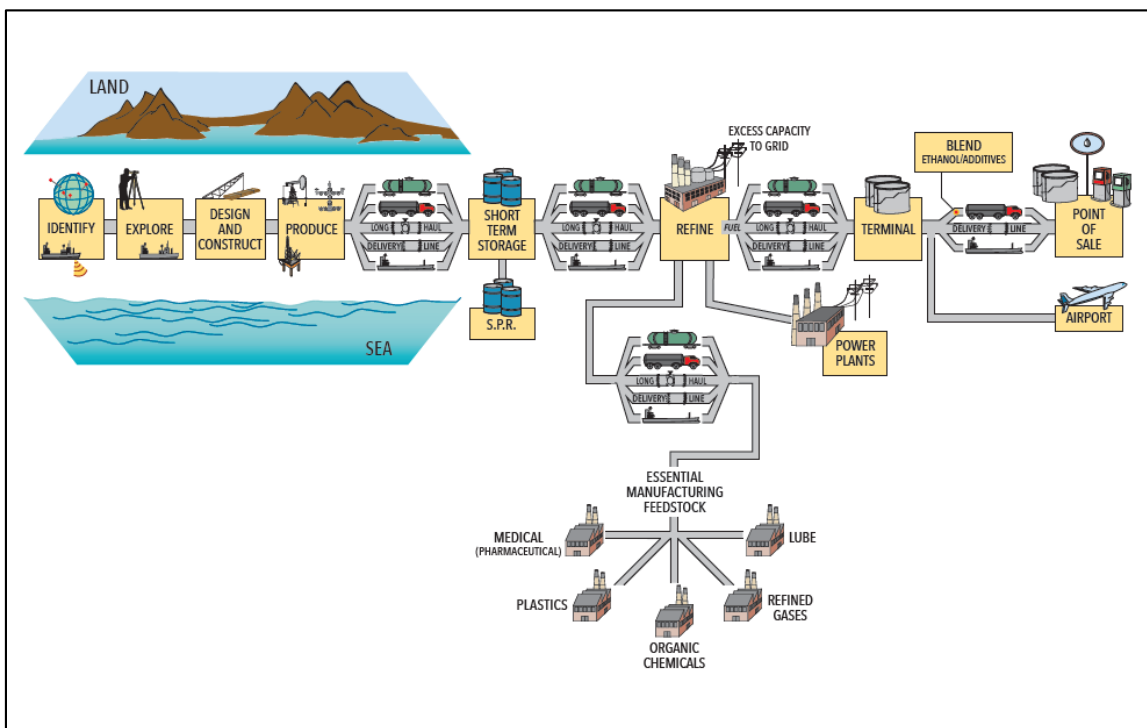 LAND
EXCESS CAPACITY
TO GRID
BLEND
ETHANOL/ADDITIVES
IDENTIFY
EXPLORE
DESIGN
AND
CONSTRUCT
PRODUCE
LONG HAUL
DELIVERY LINE
SHORT
TERM
STORAGE
LONG HAUL
DELIVERY LINE
REFINE
FUEL
LONG HAUL
DELIVERY LINE
TERMINAL
DELIVERY LINE
POINT
OF
SALE
S.P.R.
SEA
POWER
PLANTS
AIRPORT
LONG HAUL
DELIVERY LINE
ESSENTIAL
MANUFACTURING
FEEDSTOCK
MEDICAL
(PHARMACEUTICAL)
LUBE
PLASTICS
REFINED
GASES
ORGANIC
CHEMICALS